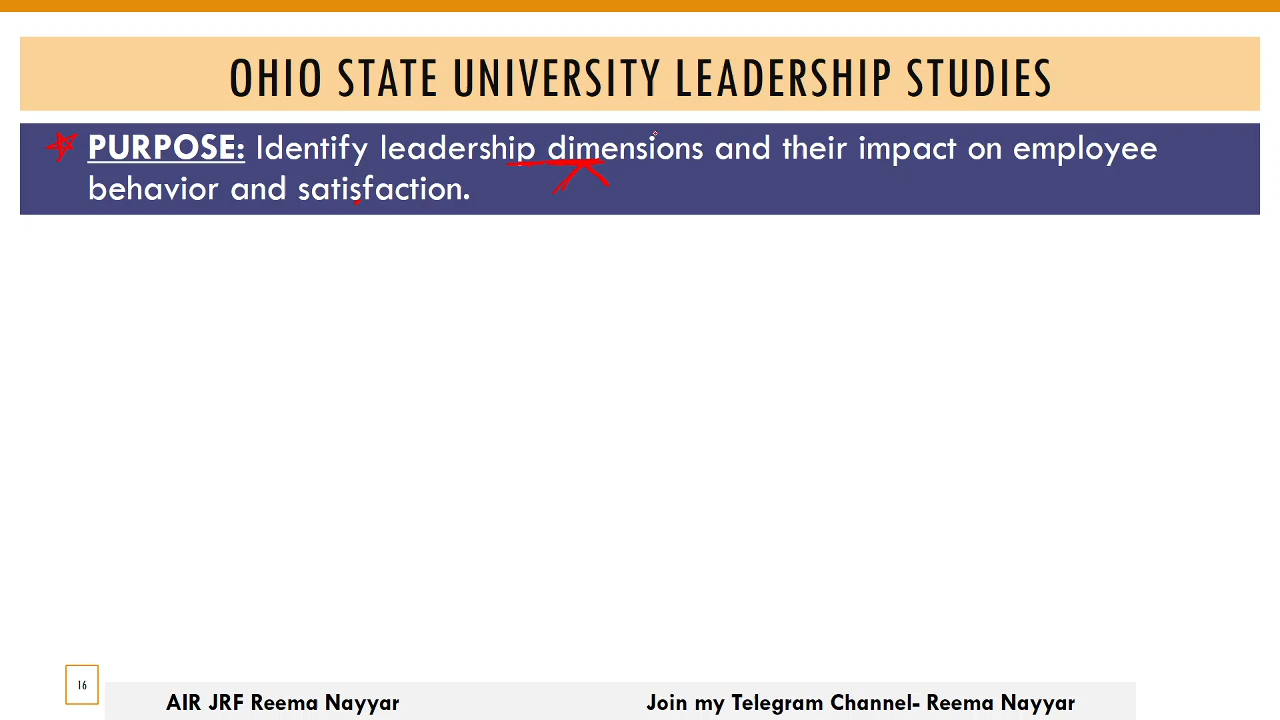 OHIO STATE UNIVERSITY LEADERSHIP STUDIES
PURPOSE: Identify leadership dimensions and their impact on employee
behavior and satisfaction.
16
AIR JRF Reema Nayyar
Join my Telegram Channel- Reema Nayyar